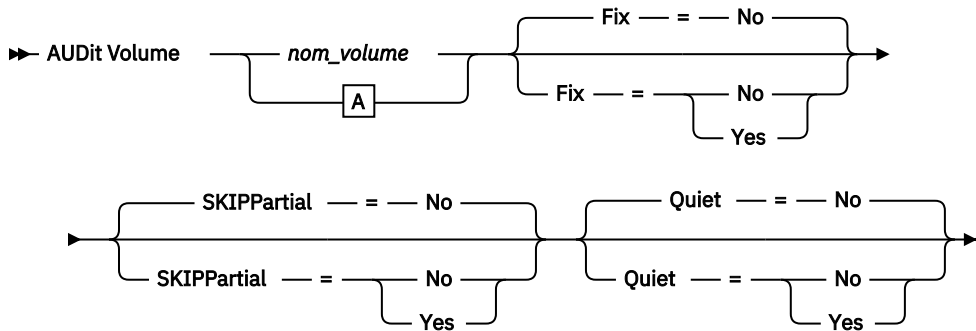 Fix = No
AUDit Volume nom_volume
A
Fix = No
Yes
SKIPPartial = No
Quiet = No
SKIPPartial = No
Yes
Quiet = No
Yes